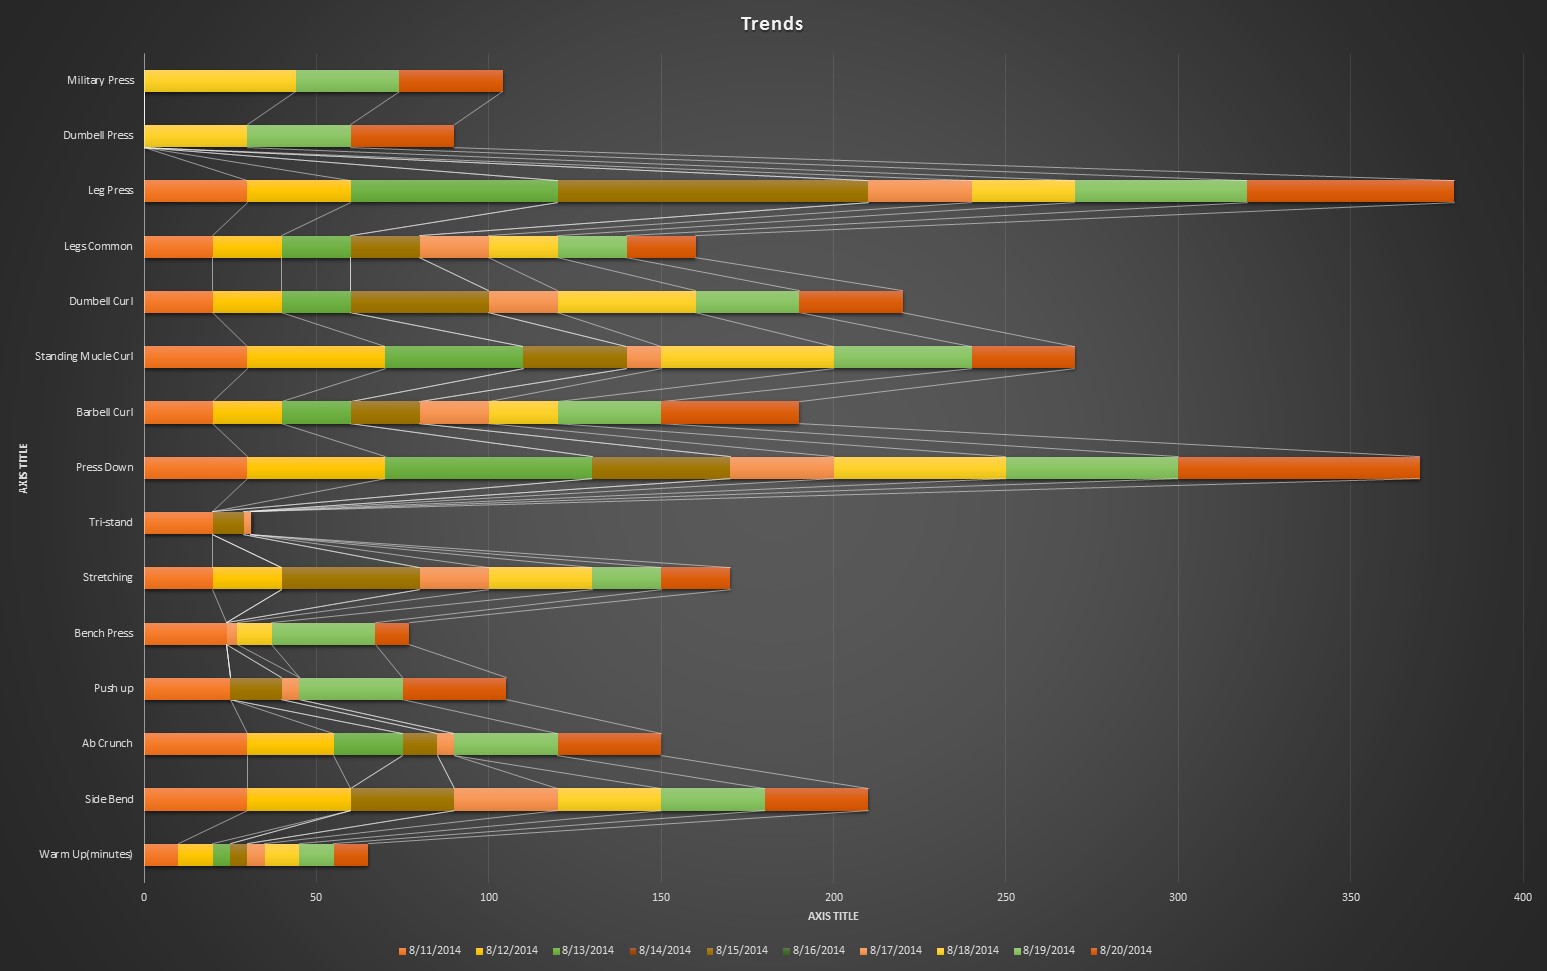 Trends
Military Press
Dumbell Press
Leg Press
Legs Common
Dumbell Curl
Standing Mucle Curl
Barbell Curl
Press Down
Tri-stand
Stretching
Bench Press
Push up
Ab Crunch
Side Bend
Warm Up(minutes)
AXIS TITLE
0 50 100 150 200 250 300 350 400
AXIS TITLE
8/11/2014 8/12/2014 8/13/2014 8/14/2014 8/15/2014 8/16/2014 8/17/2014 8/18/2014 8/19/2014 8/20/2014